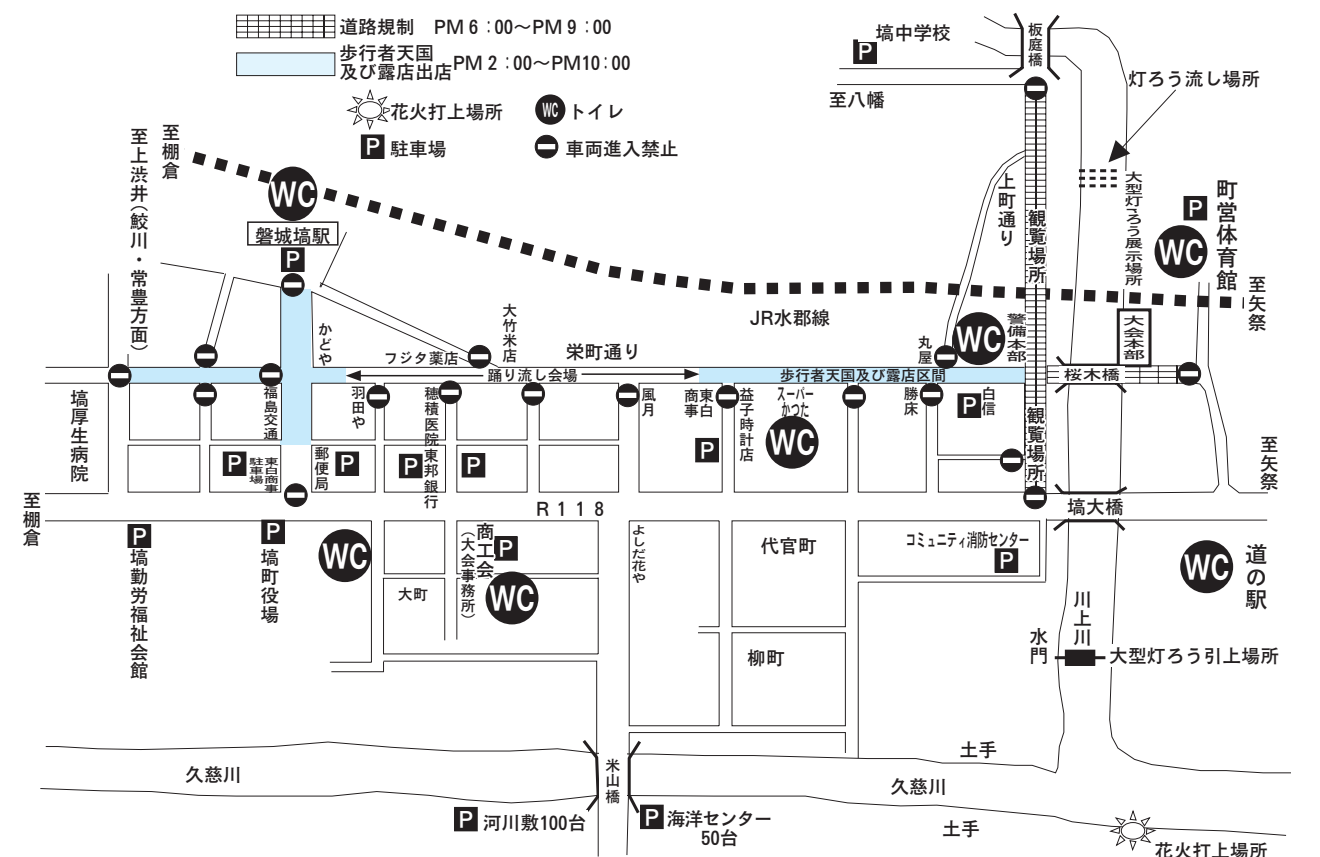 道路規制 PM 6:00〜PM 9:00
歩行者天国
及び露店出店 PM 2:00〜PM10:00
花火打上場所
WC トイレ
P 駐車場
車両進入禁止
P
塙中学校
板庭橋
至八幡
灯ろう流し場所
至棚倉
至上渋井(鮫川・常豊方面)
WC
磐城塙駅
P
上町通り
観覧場所
大型灯ろう展示場所
P
WC
町営体育館
至矢祭
JR水郡線
かどや
大竹米店
フジタ薬店
栄町通り
丸屋
WC
警備本部
大会本部
踊り流し会場
歩行者天国及び露店区間
桜木橋
塙厚生病院
福島交通
羽田や
穂積医院
東邦銀行
風月
東白商事
益子時計店
スーパー
かつた
WC
勝床
P
白信
観覧場所
P
東白商事
駐車場
郵便局
P
P
P
P
至矢祭
至棚倉
R118
塙大橋
P
塙勤労福祉会館
P
塙町役場
WC
商工会
(大会事務所)
P
WC
大町
よしだ花や
代官町
コミュニティ消防センター
P
WC
道の駅
川上川
水門
大型灯ろう引上場所
柳町
久慈川
米山橋
土手
久慈川
P 河川敷100台
P 海洋センター
50台
土手
花火打上場所